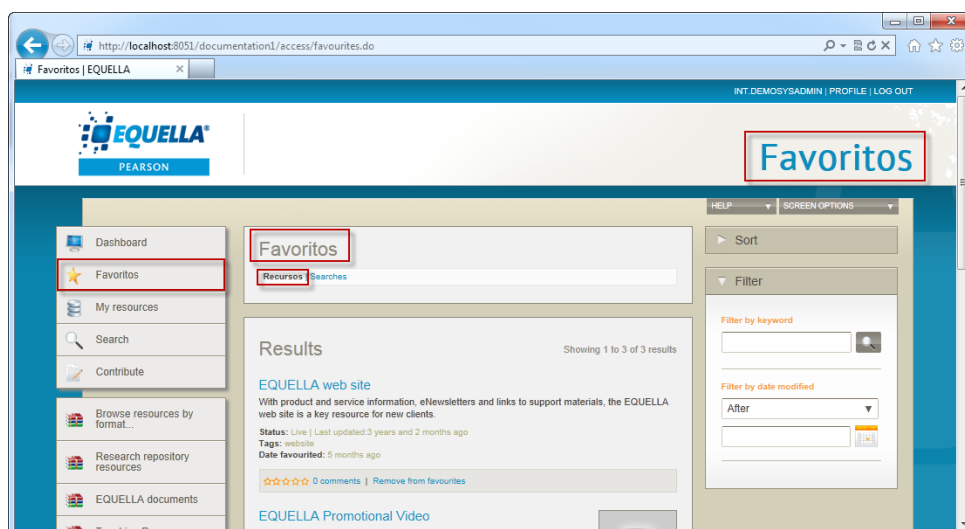 http://localhost:8051/documentation1/access/favourites.do
Favoritos | EQUELLA
INT.DEMOSYSADMIN | PROFILE | LOG OUT
EQUELLA®
PEARSON
Favoritos
HELP
SCREEN OPTIONS
Dashboard
Favoritos
My resources
Search
Contribute
Browse resources by
format...
Research repository
resources
EQUELLA documents
Favoritos
Recursos | Searches
Results
Showing 1 to 3 of 3 results
EQUELLA web site
With product and service information, eNewsletters and links to support materials, the EQUELLA
web site is a key resource for new clients.
Status: Live | Last updated:3 years and 2 months ago
Tags: website
Date favourited: 5 months ago
0 comments | Remove from favourites
EQUELLA Promotional Video
Sort
Filter
Filter by keyword
Filter by date modified
After